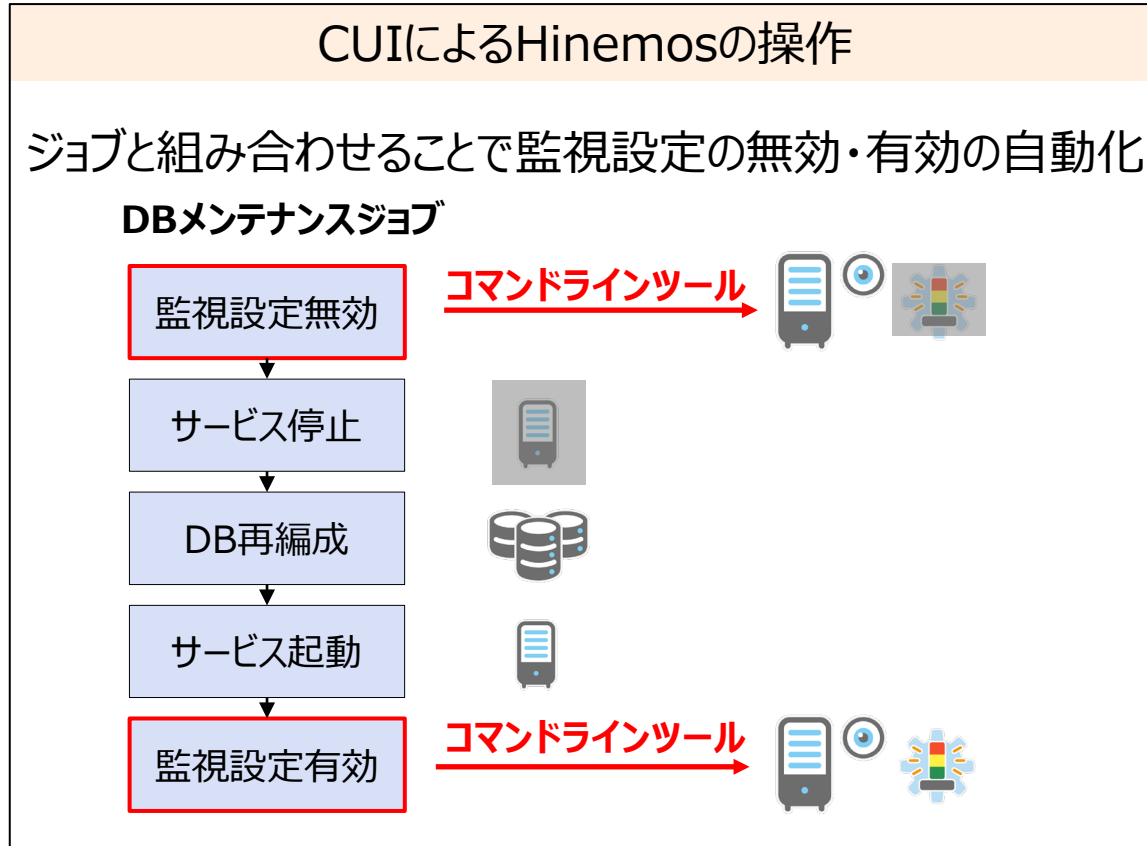 CUIによるHinemosの操作
ジョブと組み合わせることで監視設定の無効・有効の自動化
DBメンテナンスジョブ
監視設定無効
コマンドラインツール
サービス停止
DB再編成
サービス起動
監視設定有効
コマンドラインツール